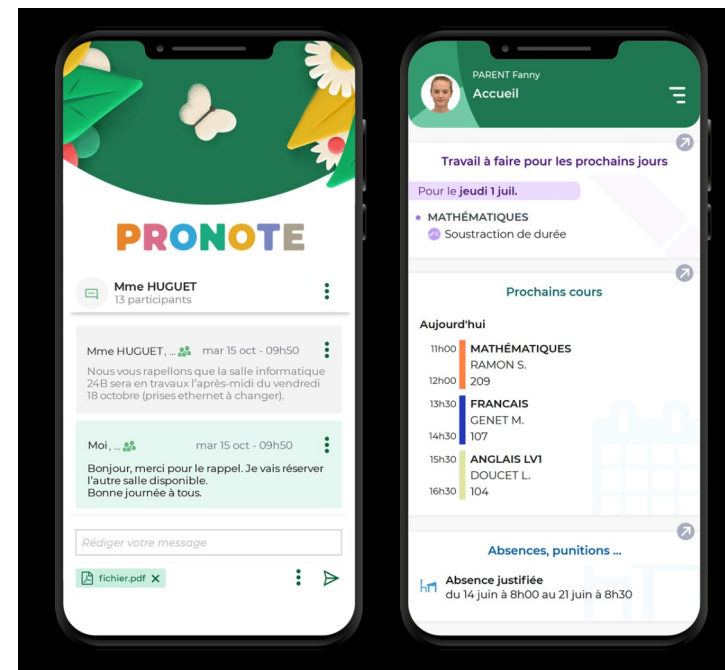 PRONOTE
Mme HUGUET
13 participants
Mme HUGUET, ... mar 15 oct - 09h50
Nous vous rapellons que la salle informatique
24B sera en travaux l'après-midi du vendredi
18 octobre (prises ethernet à changer).
Moi, ... mar 15 oct - 09h50
Bonjour, merci pour le rappel. Je vais réserver
l'autre salle disponible.
Bonne journée à tous.
Rédiger votre message
fichier.pdf X
PARENT Fanny
Accueil
Travail à faire pour les prochains jours
Pour le jeudi 1 juil.
MATHÉMATIQUES
Soustraction de durée
Prochains cours
Aujourd'hui
11h00 MATHÉMATIQUES
RAMON S.
12h00 209
13h30 FRANCAIS
GENET M.
14h30 107
15h30 ANGLAIS LV1
DOUCET L.
16h30 104
Absences, punitions ...
Absence justifiée
du 14 juin à 8h00 au 21 juin à 8h30